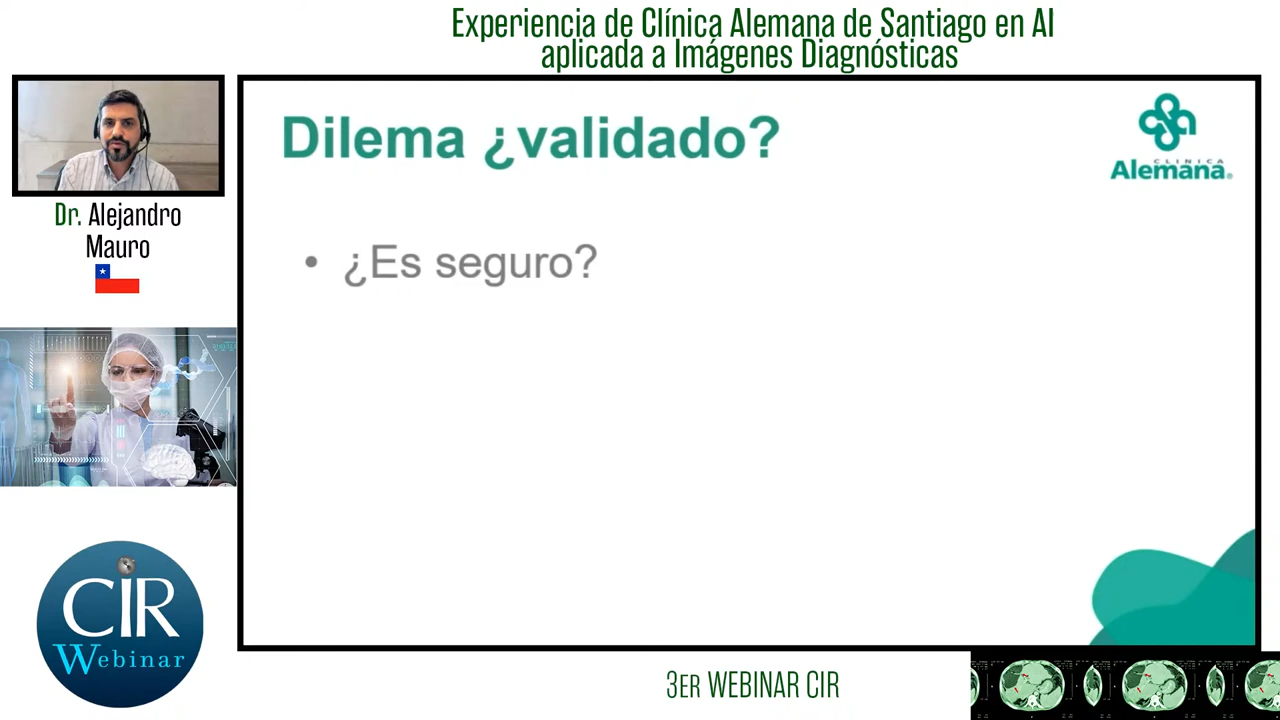 Experiencia de Clínica Alemana de Santiago en AI
aplicada a Imágenes Diagnósticas
Dr. Alejandro
Mauro
Dilema ¿validado?
CLINICA
Alemana®
• ¿Es seguro?
CIR
Webinar
3ER WEBINAR CIR